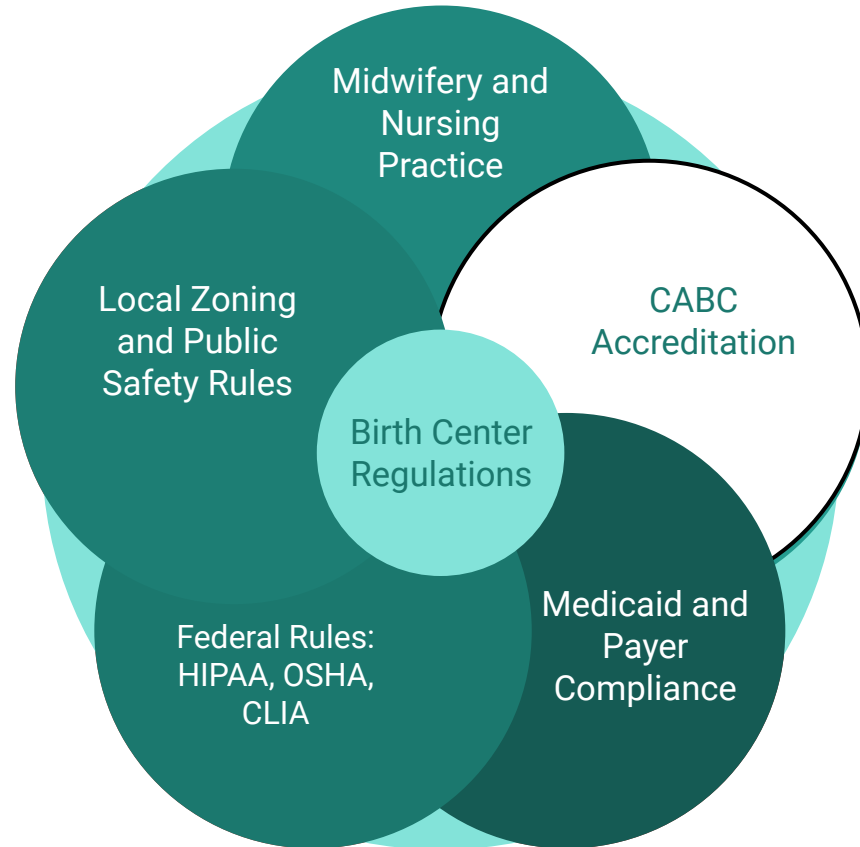 Midwifery and
Nursing
Practice
CABC
Accreditation
Local Zoning
and Public
Safety Rules
Birth Center
Regulations
Medicaid and
Payer
Compliance
Federal Rules:
HIPAA, OSHA,
CLIA